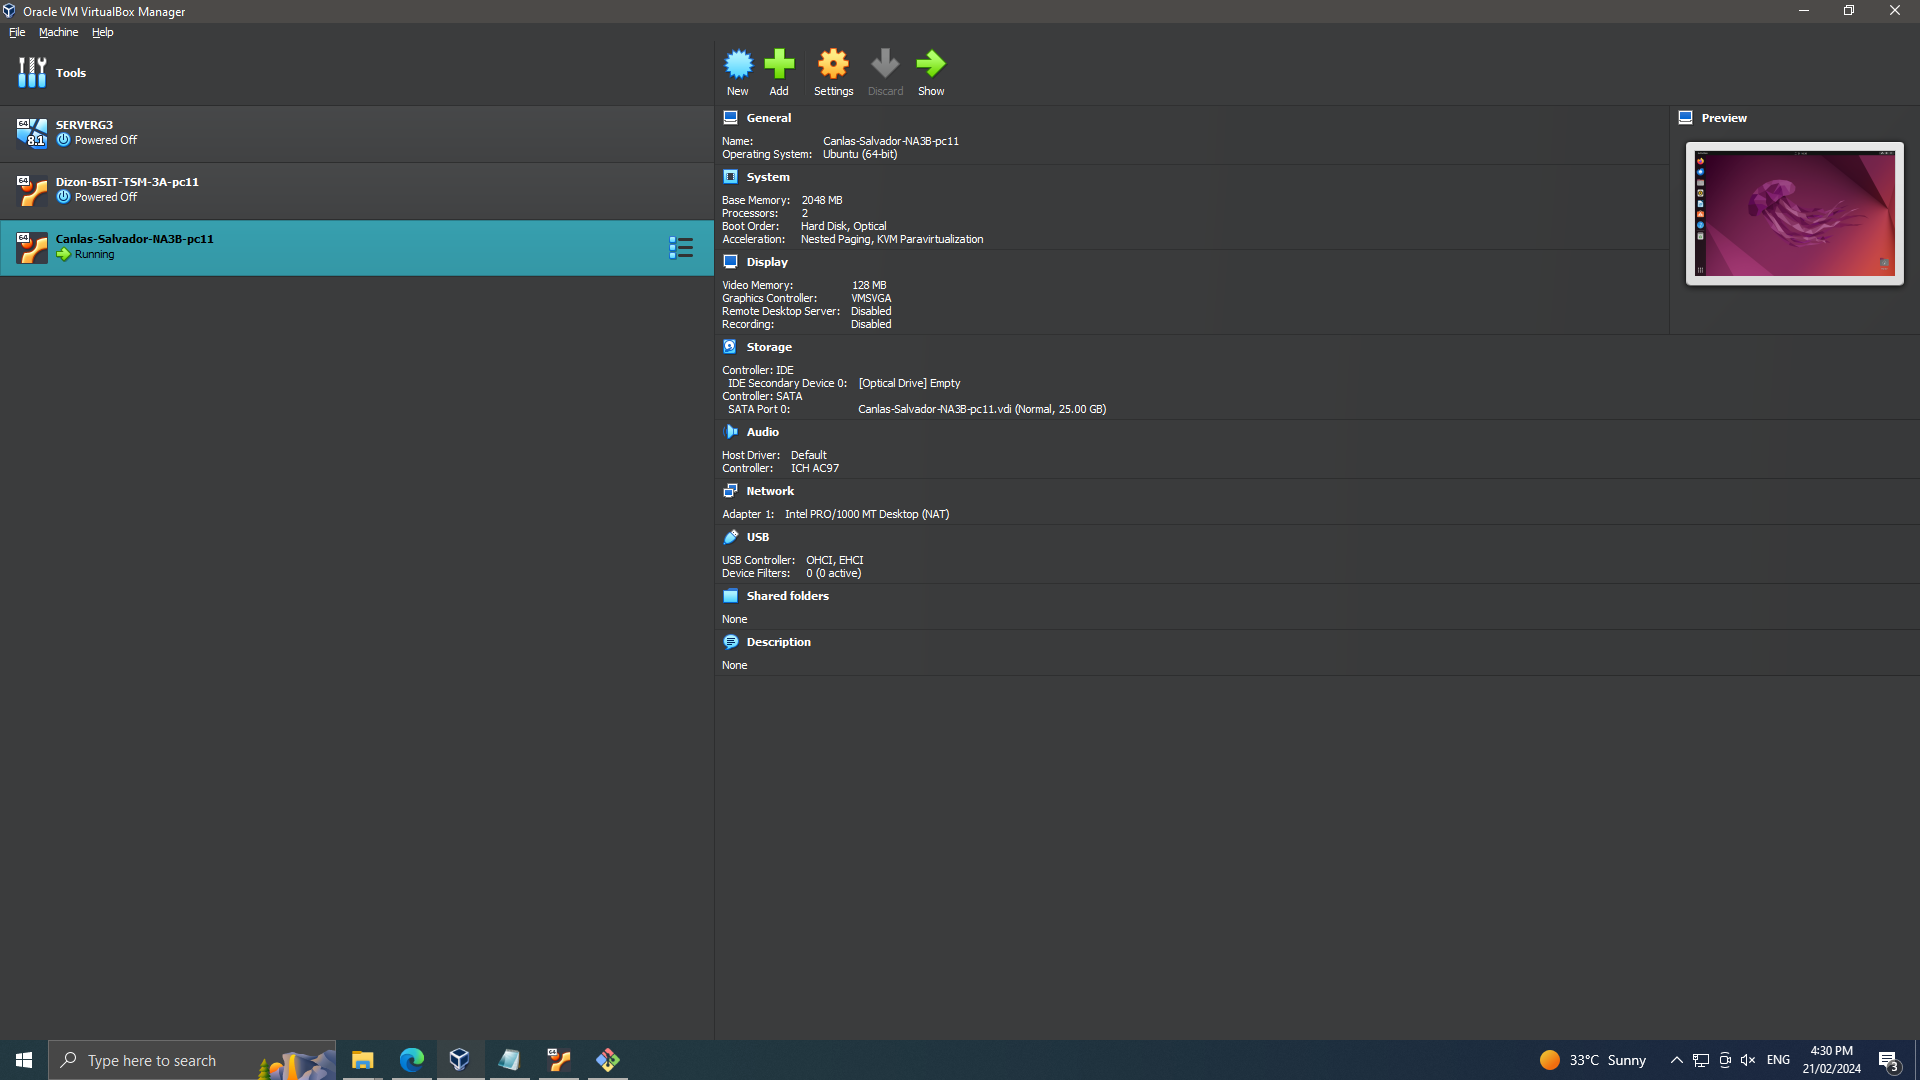 Oracle VM VirtualBox Manager
File Machine Help
Tools
New Add Settings Discard Show
64 8.1 SERVERG3
Powered Off
64 Dizon-BSIT-TSM-3A-pc11
Powered Off
64 Canlas-Salvador-NA3B-pc11
Running
General
Name: Canlas-Salvador-NA3B-pc11
Operating System: Ubuntu (64-bit)
System
Base Memory: 2048 MB
Processors: 2
Boot Order: Hard Disk, Optical
Acceleration: Nested Paging, KVM Paravirtualization
Display
Video Memory: 128 MB
Graphics Controller: VMSVGA
Remote Desktop Server: Disabled
Recording: Disabled
Storage
Controller: IDE
IDE Secondary Device 0: [Optical Drive] Empty
Controller: SATA
SATA Port 0: Canlas-Salvador-NA3B-pc11.vdi (Normal, 25.00 GB)
Audio
Host Driver: Default
Controller: ICH AC97
Network
Adapter 1: Intel PRO/1000 MT Desktop (NAT)
USB
USB Controller: OHCI, EHCI
Device Filters: 0 (0 active)
Shared folders
None
Description
None
Preview
Type here to search
64
33°C Sunny
ENG
4:30 PM
21/02/2024
3